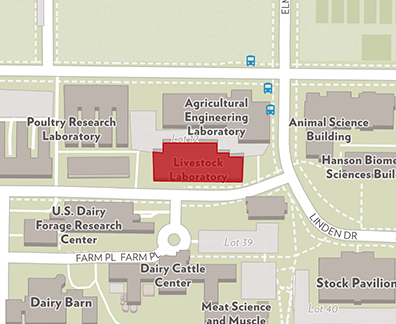 ELM
Agricultural
Engineering
Laboratory
Poultry Research
Laboratory
Animal Science
Building
Livestock
Laboratory
Hanson Biome
Sciences Buil
U.S. Dairy
Forage Research
Center
LINDEN DR
Lot 39
FARM PL FARM P
Dairy Cattle
Center
Stock Pavilion
Dairy Barn
Meat Science
and Muscle
Lot 40